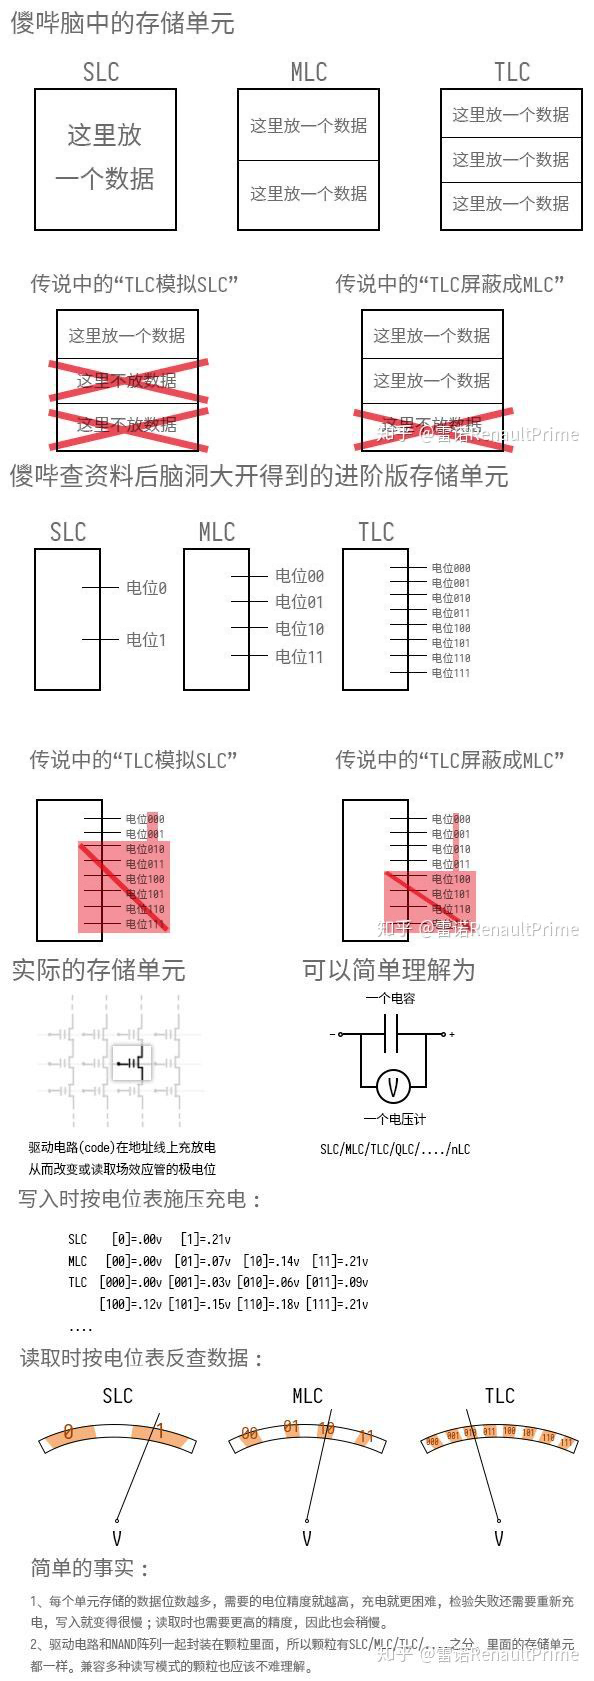 傻哔脑中的存储单元
SLC MLC TLC
这里放
一个数据
这里放一个数据
这里放一个数据
这里放一个数据
这里放一个数据
这里放一个数据
传说中的“TLC模拟SLC” 传说中的“TLC屏蔽成MLC”
这里放一个数据
这里不放数据
这里不放数据
这里放一个数据
这里放一个数据
这里不放数据
知乎 @雷诺RenaultPrime
傻哔查资料后脑洞大开得到的进阶版存储单元
SLC MLC TLC
电位0
电位1
电位00
电位01
电位10
电位11
电位000
电位001
电位010
电位011
电位100
电位101
电位110
电位111
传说中的“TLC模拟SLC” 传说中的“TLC屏蔽成MLC”
电位000
电位001
电位010
电位011
电位100
电位101
电位110
电位111
电位000
电位001
电位010
电位011
电位100
电位101
电位110
知乎 @雷诺RenaultPrime
实际的存储单元 可以简单理解为
一个电容
- +
V
一个电压计
驱动电路(code)在地址线上充放电
从而改变或读取场效应管的极电位
SLC/MLC/TLC/QLC/..../nLC
写入时按电位表施压充电：
SLC [0]=.00v [1]=.21v
MLC [00]=.00v [01]=.07v [10]=.14v [11]=.21v
TLC [000]=.00v [001]=.03v [010]=.06v [011]=.09v
[100]=.12v [101]=.15v [110]=.18v [111]=.21v
....
读取时按电位表反查数据：
SLC MLC TLC
0 1
00 01 10 11
000 001 010 011 100 101 110 111
V V V
简单的事实：
1、每个单元存储的数据位数越多，需要的电位精度就越高，充电就更困难，检验失败还需要重新充
电，写入就变得很慢；读取时也需要更高的精度，因此也会稍慢。
2、驱动电路和NAND阵列一起封装在颗粒里面，所以颗粒有SLC/MLC/TLC/....之分，里面的存储单元
都一样。兼容多种读写模式的颗粒也应该不难理解。
知乎 @雷诺RenaultPrime